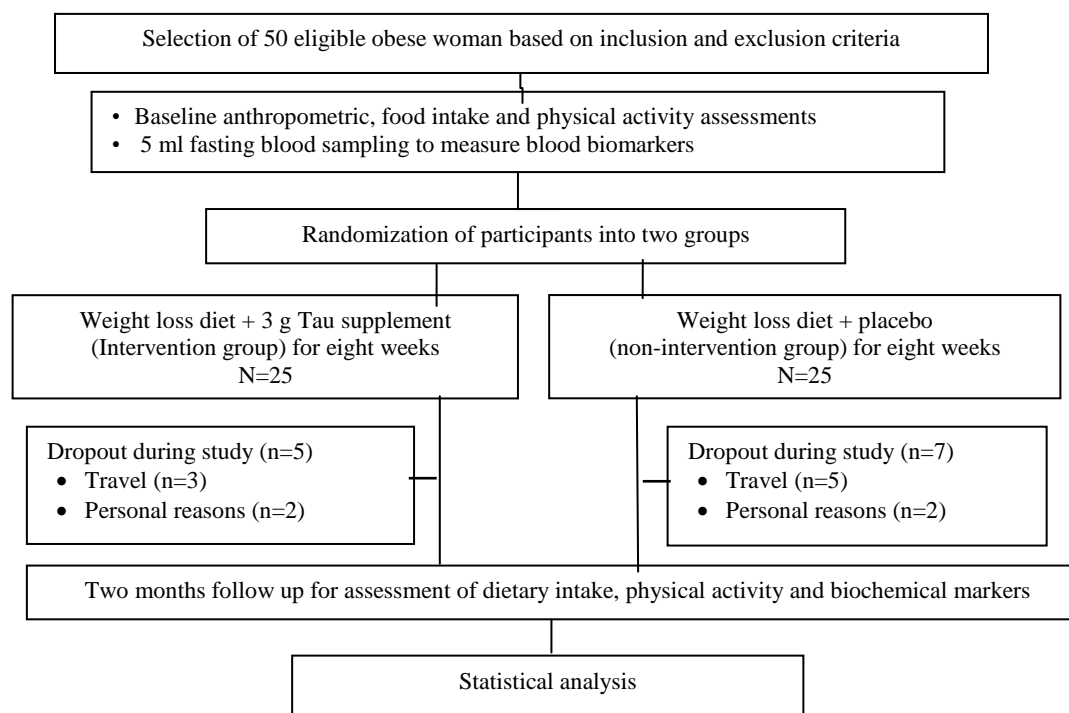 Selection of 50 eligible obese woman based on inclusion and exclusion criteria
• Baseline anthropometric, food intake and physical activity assessments
• 5 ml fasting blood sampling to measure blood biomarkers
Randomization of participants into two groups
Weight loss diet + 3 g Tau supplement
(Intervention group) for eight weeks
N=25
Weight loss diet + placebo
(non-intervention group) for eight weeks
N=25
Dropout during study (n=5)
• Travel (n=3)
• Personal reasons (n=2)
Dropout during study (n=7)
• Travel (n=5)
• Personal reasons (n=2)
Two months follow up for assessment of dietary intake, physical activity and biochemical markers
Statistical analysis